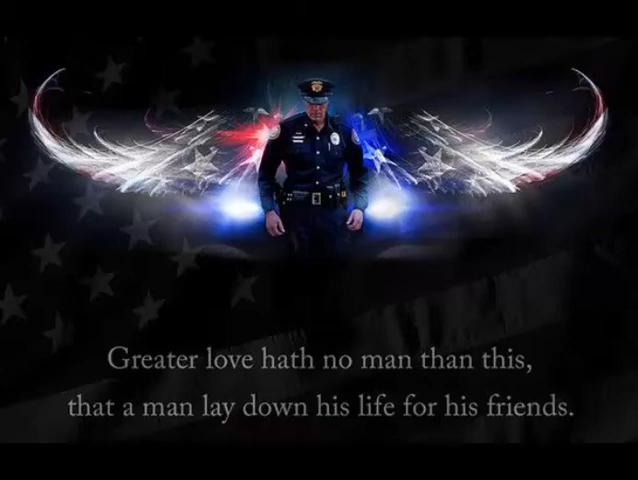 Greater love hath no man than this,
that a man lay down his life for his friends.